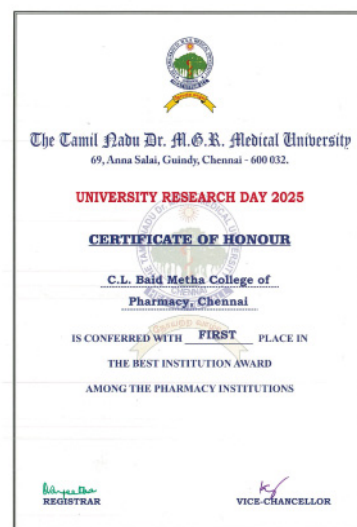 The Tamil Nadu Dr. M.G.R. Medical University
69, Anna Salai, Guindy, Chennai - 600 032.
UNIVERSITY RESEARCH DAY 2025
CERTIFICATE OF HONOUR
C.L. Baid Metha College of
Pharmacy, Chennai
IS CONFERRED WITH FIRST PLACE IN
THE BEST INSTITUTION AWARD
AMONG THE PHARMACY INSTITUTIONS
REGISTRAR VICE-CHANCELLOR